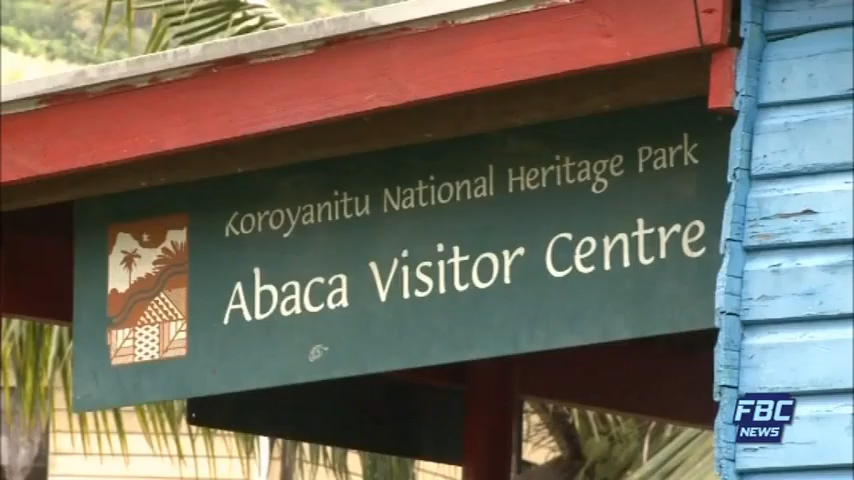 Koroyanitu National Heritage Park
Abaca Visitor Centre
FBC
NEWS